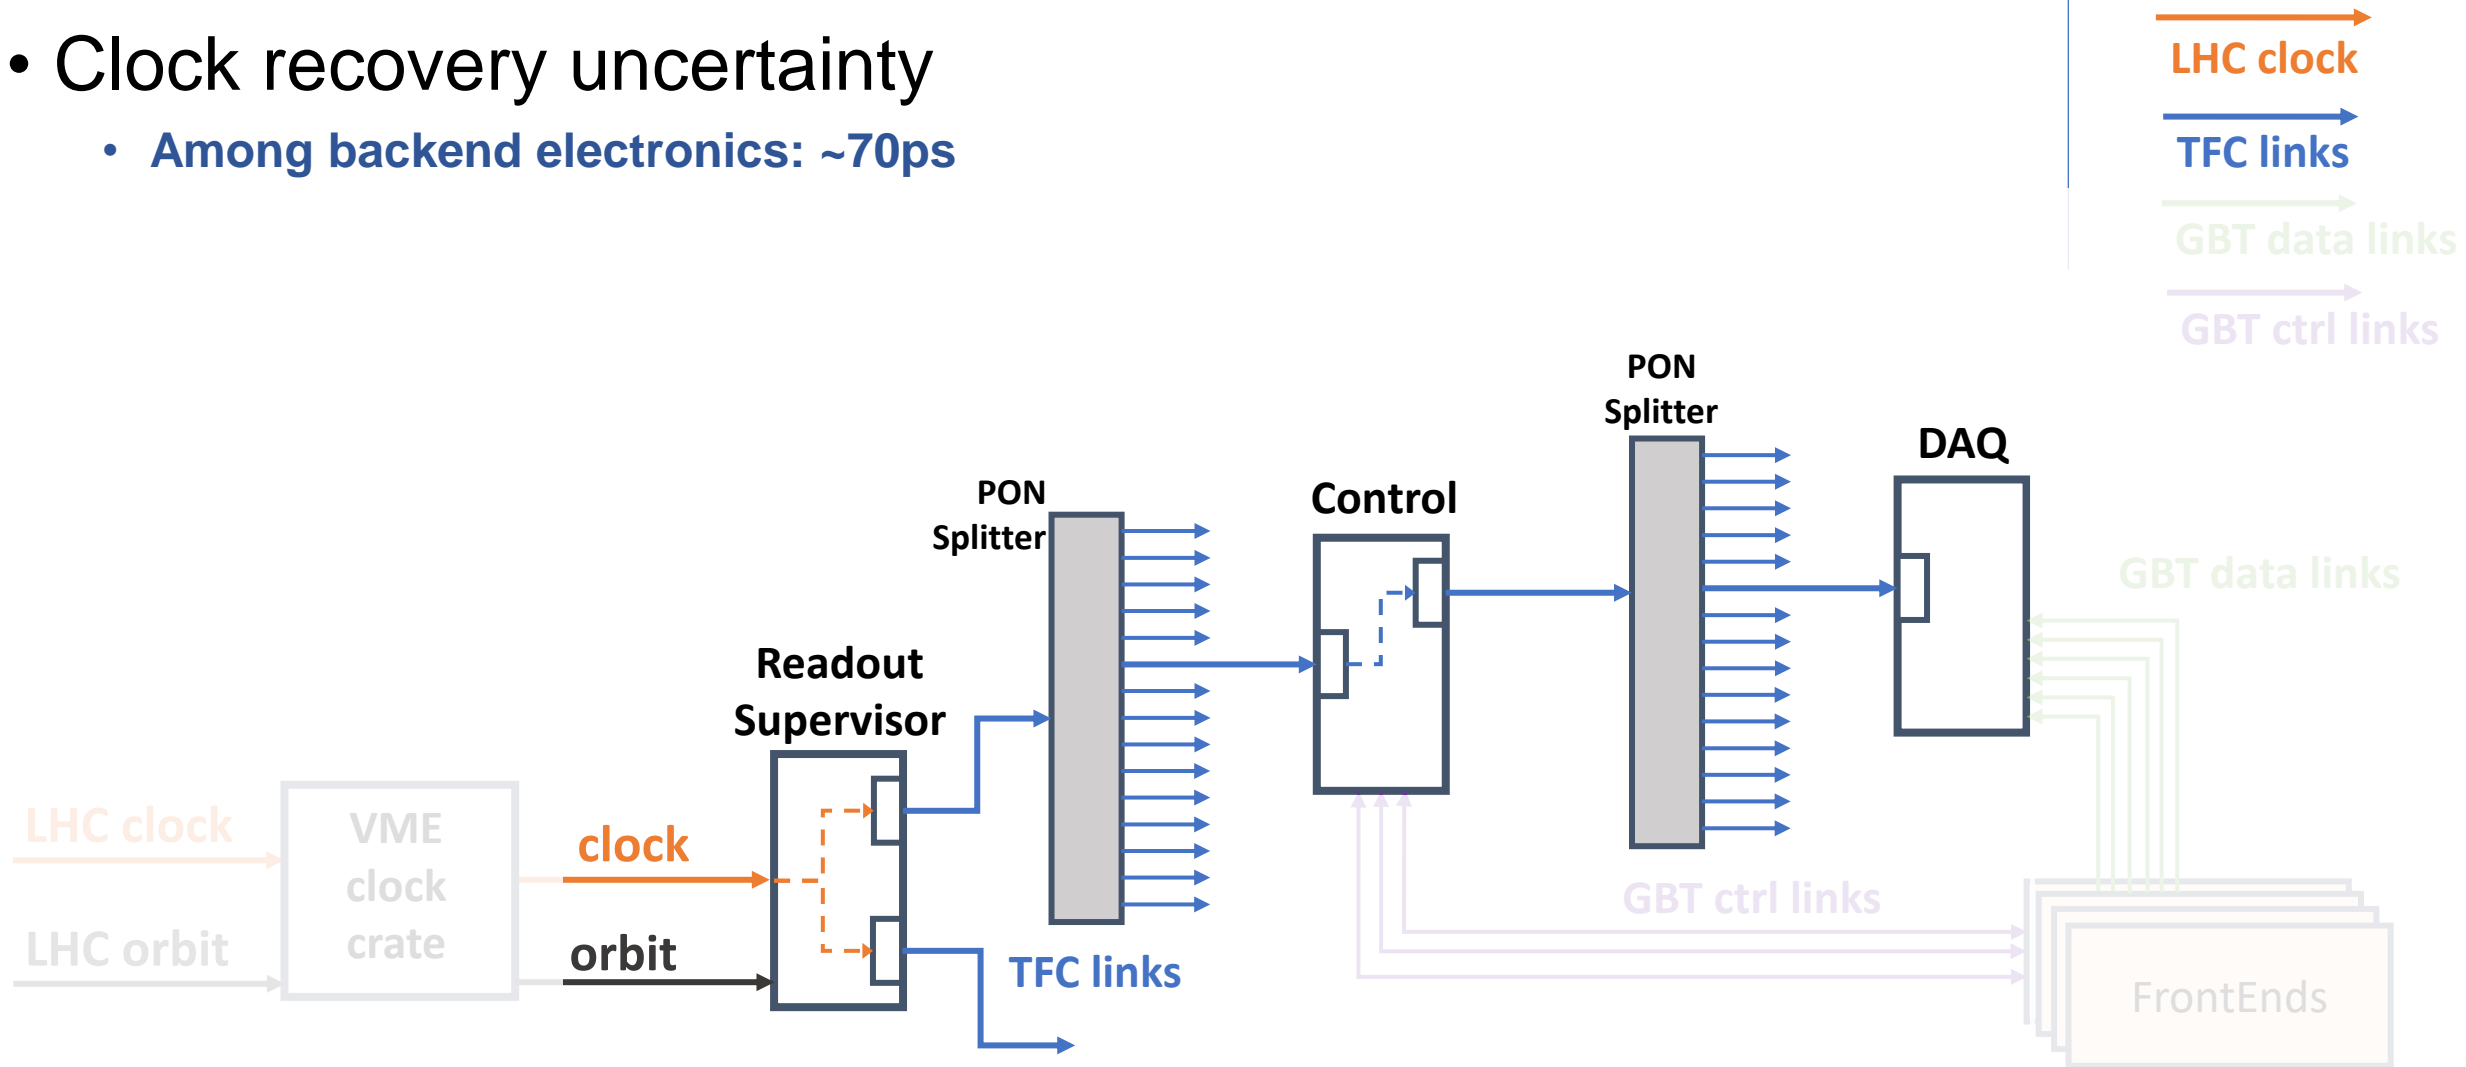 • Clock recovery uncertainty
• Among backend electronics: ~70ps
LHC clock
TFC links
GBT data links
GBT ctrl links
PON
Splitter
DAQ
PON
Splitter
Control
GBT data links
Readout
Supervisor
LHC clock
VME
clock
crate
clock
LHC orbit
orbit
TFC links
GBT ctrl links
FrontEnds